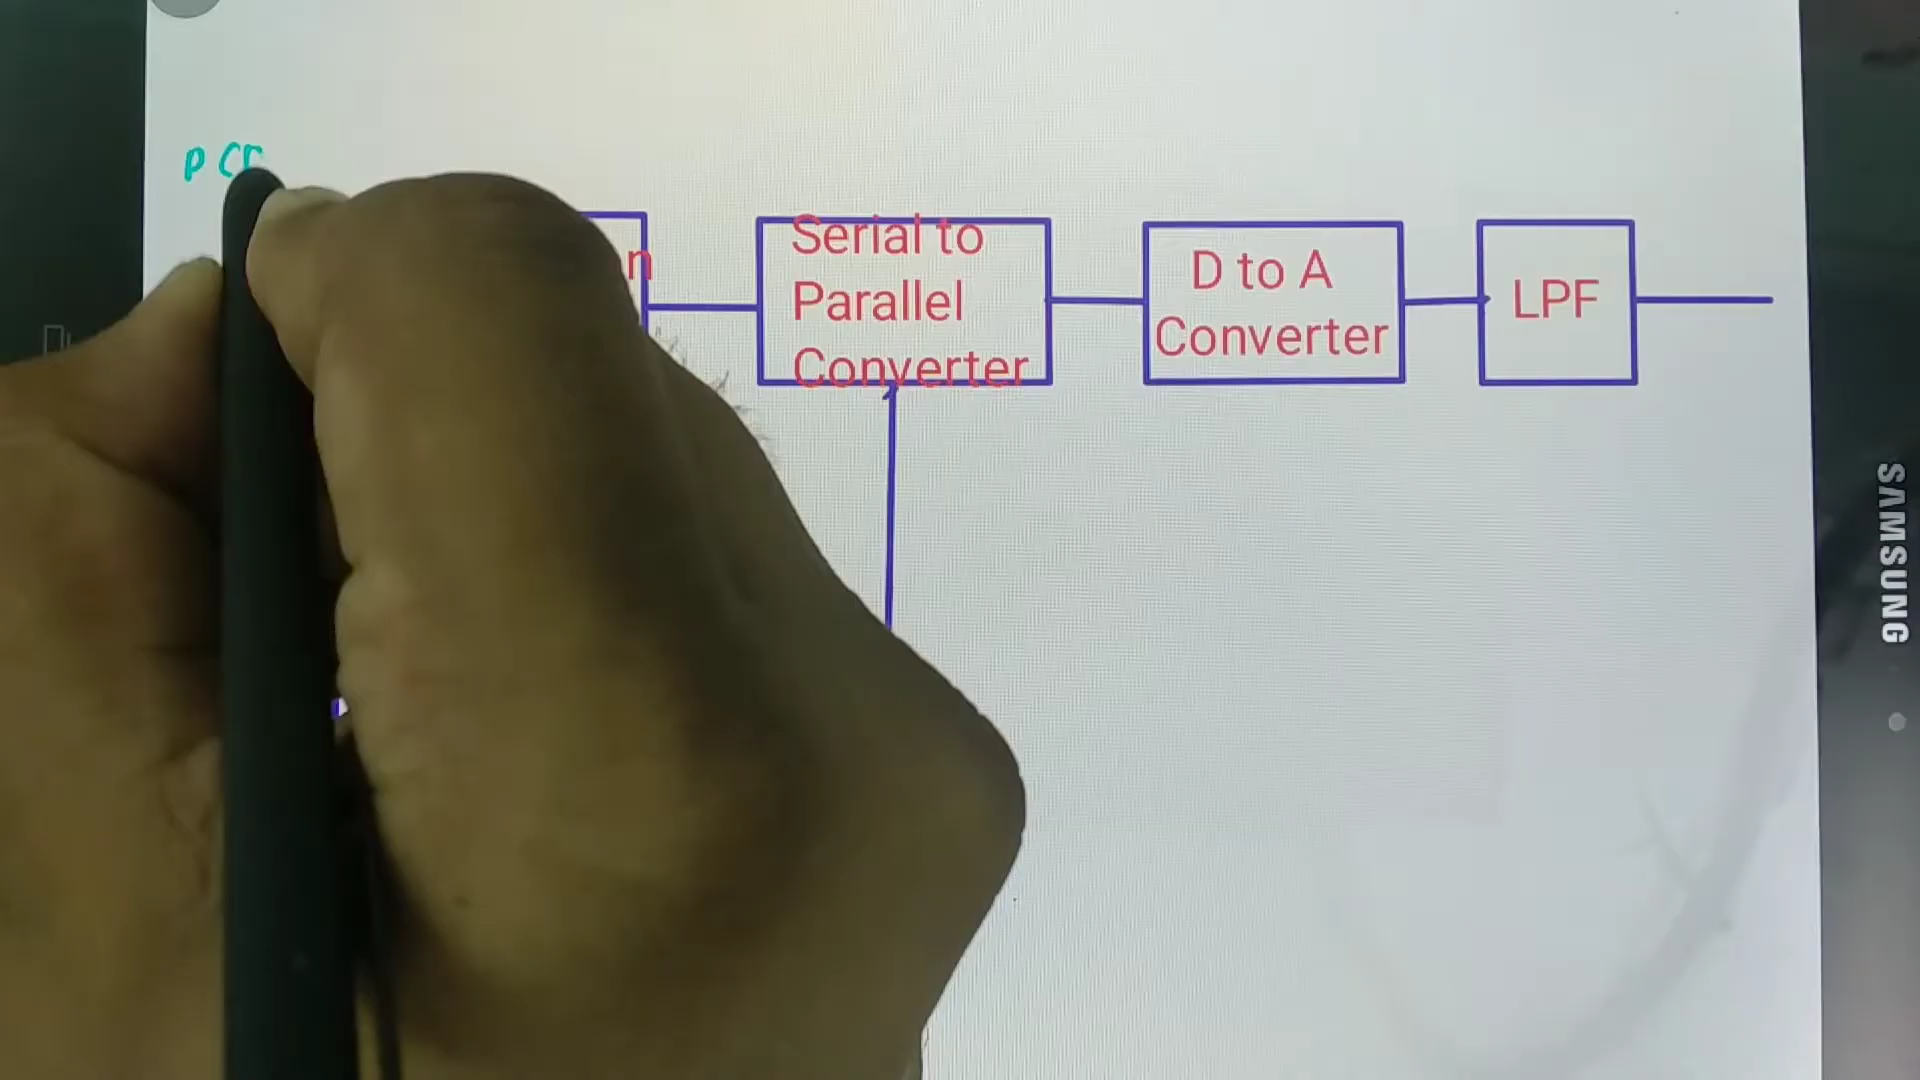 Serial to
Parallel
Converter
D to A
Converter
LPF
SAMSUNG